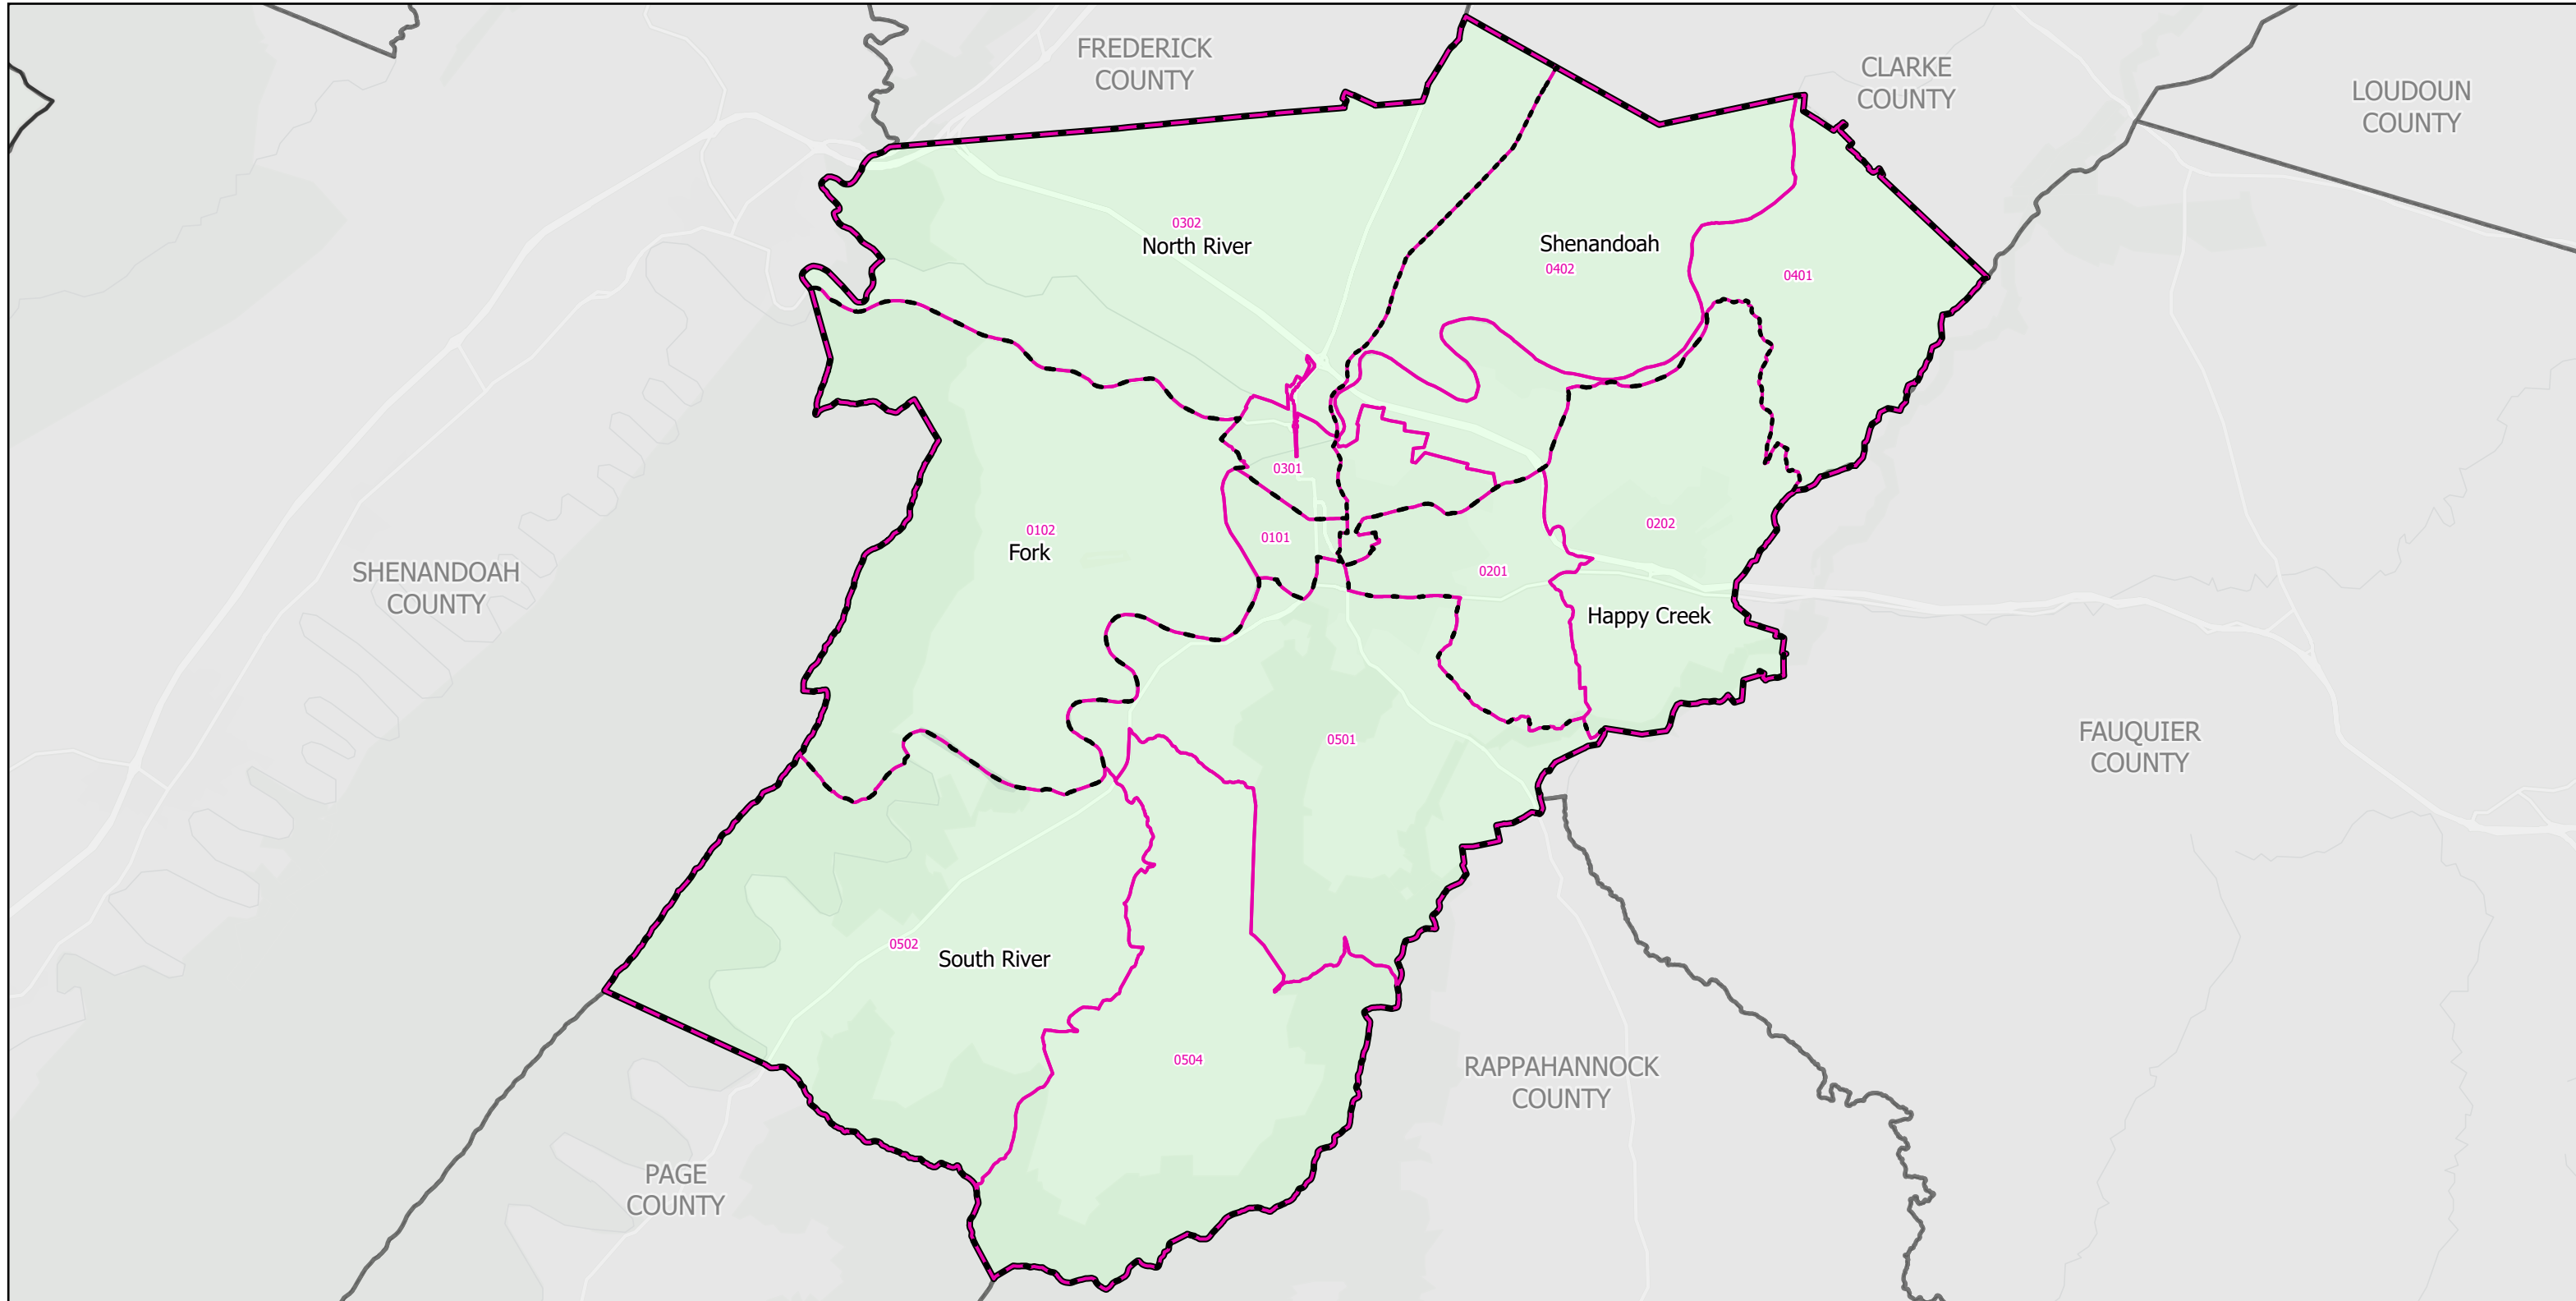 FREDERICK
COUNTY
CLARKE
COUNTY
LOUDOUN
COUNTY
0302
North River
Shenandoah
0402
0401
0301
0102
Fork
0101
0202
0201
SHENANDOAH
COUNTY
Happy Creek
0501
FAUQUIER
COUNTY
0502
South River
0504
RAPPAHANNOCK
COUNTY
PAGE
COUNTY